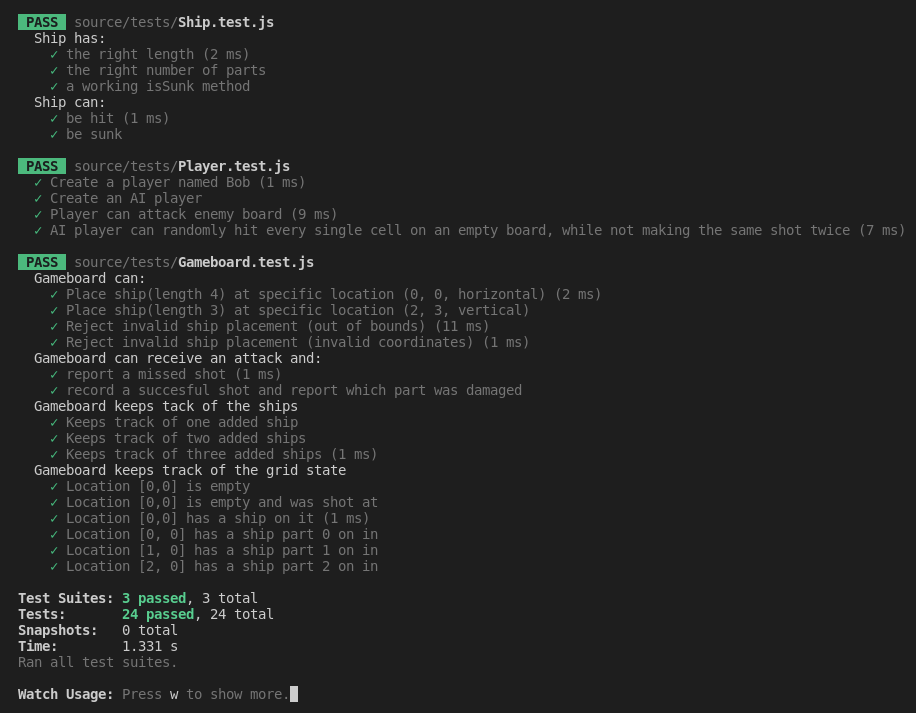 PASS source/tests/Ship.test.js
Ship has:
✓ the right length (2 ms)
✓ the right number of parts
✓ a working isSunk method
Ship can:
✓ be hit (1 ms)
✓ be sunk
PASS source/tests/Player.test.js
✓ Create a player named Bob (1 ms)
✓ Create an AI player
✓ Player can attack enemy board (9 ms)
✓ AI player can randomly hit every single cell on an empty board, while not making the same shot twice (7 ms)
PASS source/tests/Gameboard.test.js
Gameboard can:
✓ Place ship(length 4) at specific location (0, 0, horizontal) (2 ms)
✓ Place ship(length 3) at specific location (2, 3, vertical)
✓ Reject invalid ship placement (out of bounds) (11 ms)
✓ Reject invalid ship placement (invalid coordinates) (1 ms)
Gameboard can receive an attack and:
✓ report a missed shot (1 ms)
✓ record a succesful shot and report which part was damaged
Gameboard keeps tack of the ships
✓ Keeps track of one added ship
✓ Keeps track of two added ships
✓ Keeps track of three added ships (1 ms)
Gameboard keeps track of the grid state
✓ Location [0,0] is empty
✓ Location [0,0] is empty and was shot at
✓ Location [0,0] has a ship on it (1 ms)
✓ Location [0, 0] has a ship part 0 on in
✓ Location [1, 0] has a ship part 1 on in
✓ Location [2, 0] has a ship part 2 on in
Test Suites: 3 passed, 3 total
Tests: 24 passed, 24 total
Snapshots: 0 total
Time: 1.331 s
Ran all test suites.
Watch Usage: Press w to show more.